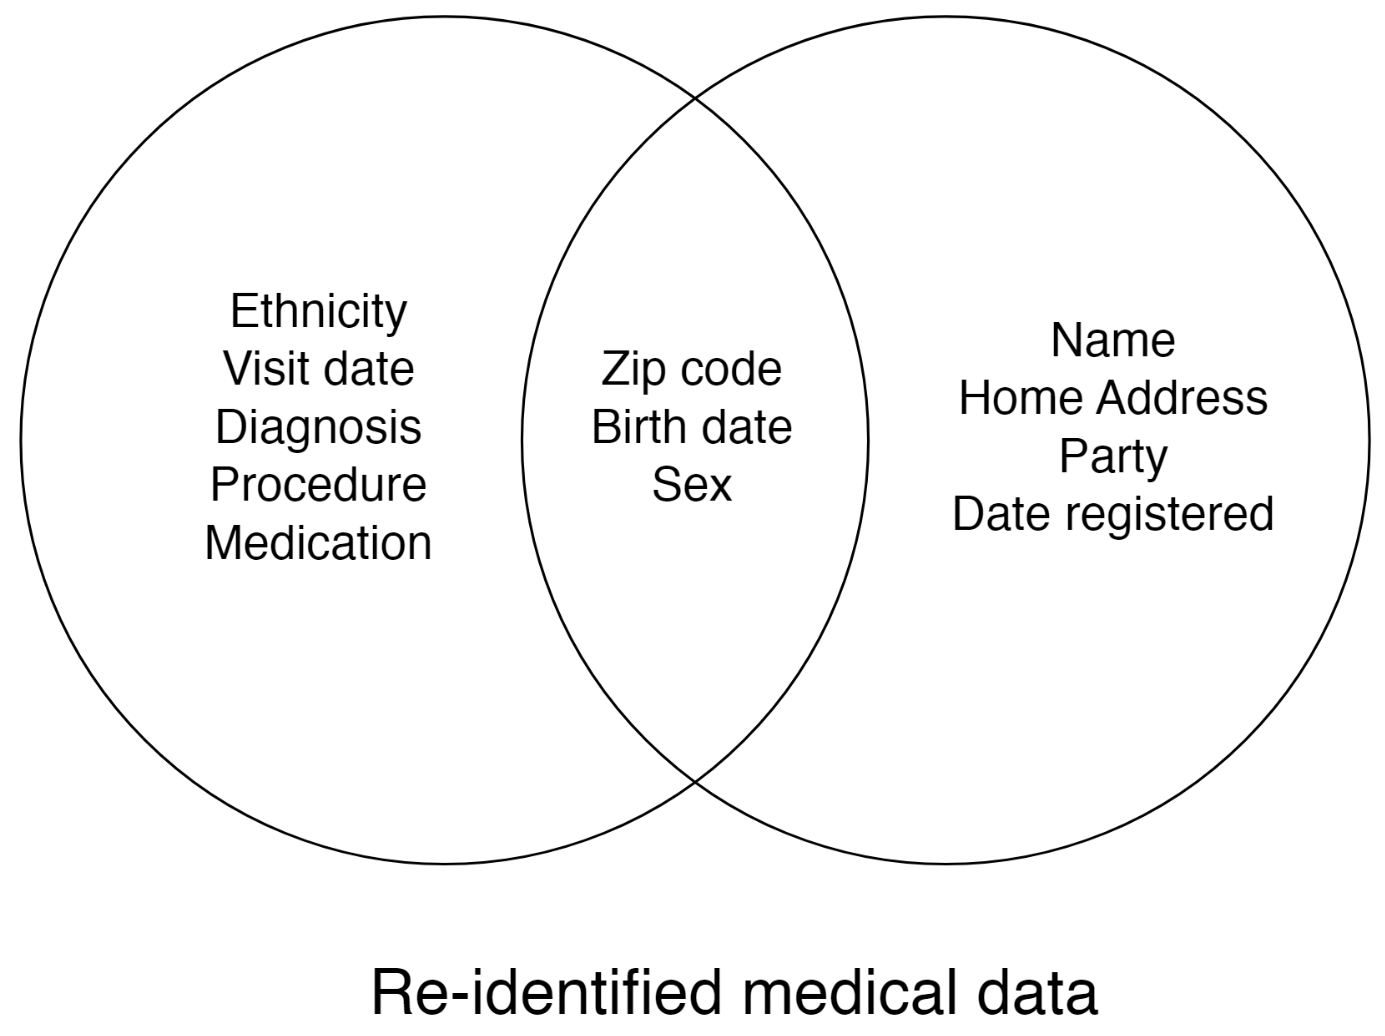 Ethnicity
Visit date
Diagnosis
Procedure
Medication
Zip code
Birth date
Sex
Name
Home Address
Party
Date registered
Re-identified medical data